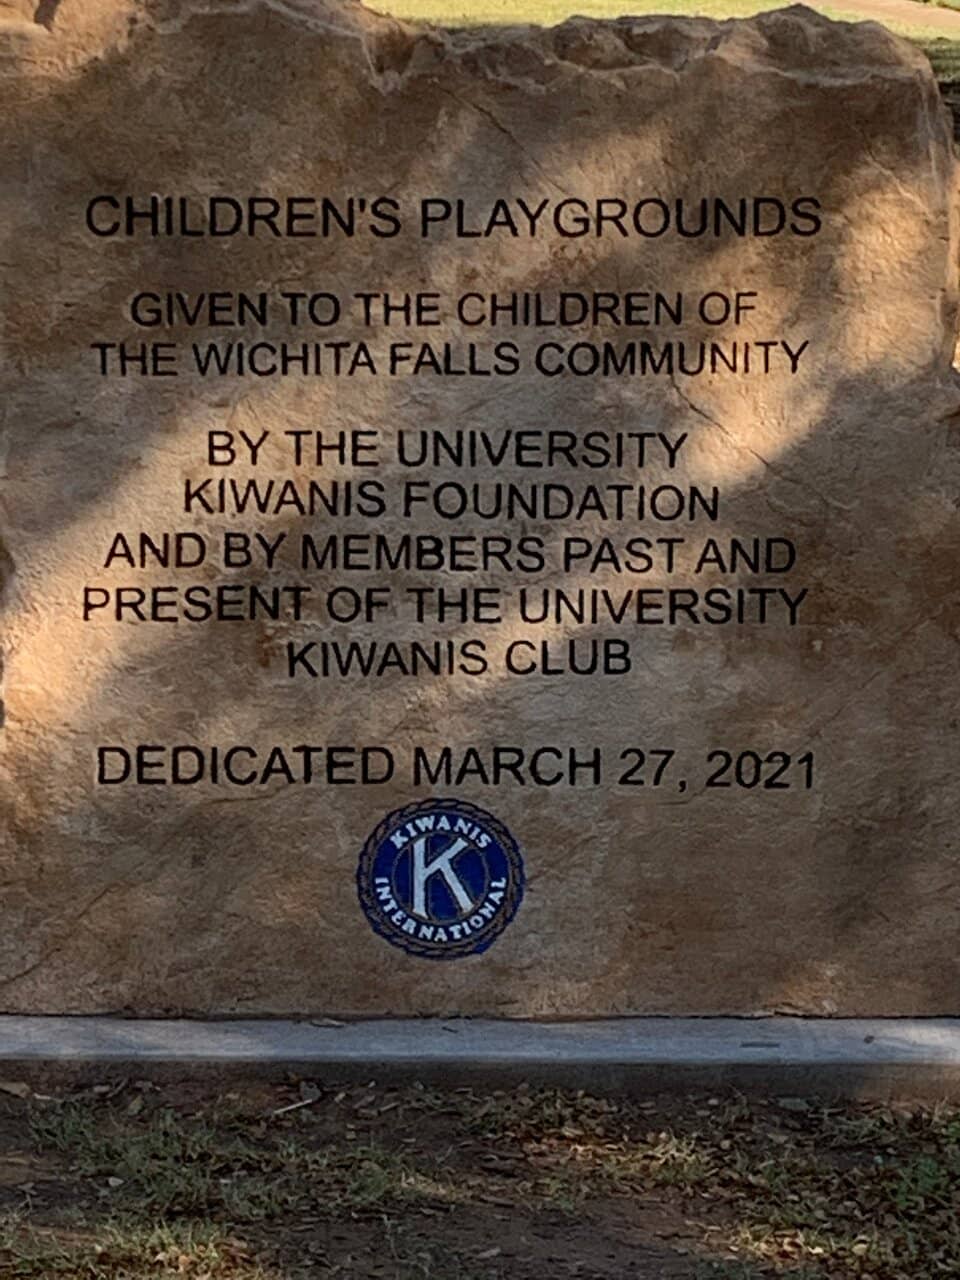 CHILDREN'S PLAYGROUNDS
GIVEN TO THE CHILDREN OF
THE WICHITA FALLS COMMUNITY
BY THE UNIVERSITY
KIWANIS FOUNDATION
AND BY MEMBERS PAST AND
PRESENT OF THE UNIVERSITY
KIWANIS CLUB
DEDICATED MARCH 27, 2021
KIWANIS
K
INTERNATIONAL